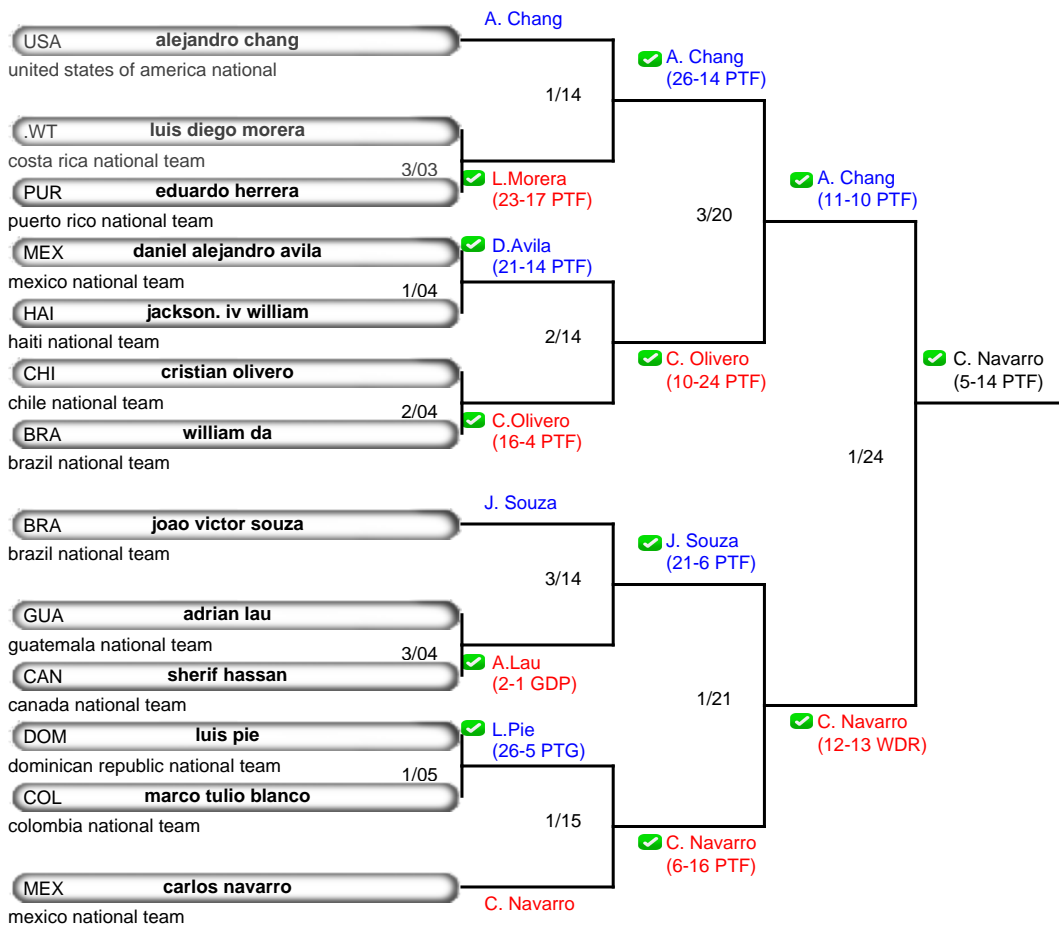 A. Chang
USA alejandro chang
united states of america national
A. Chang
(26-14 PTF)
1/14
.WT luis diego morera
costa rica national team
3/03
L.Morera
(23-17 PTF)
PUR eduardo herrera
puerto rico national team
A. Chang
(11-10 PTF)
3/20
MEX daniel alejandro avila
mexico national team
D.Avila
(21-14 PTF)
1/04
HAI jackson. iv william
haiti national team
2/14
CHI cristian olivero
chile national team
C. Olivero
(10-24 PTF)
2/04
C.Olivero
(16-4 PTF)
BRA william da
brazil national team
C. Navarro
(5-14 PTF)
1/24
J. Souza
BRA joao victor souza
brazil national team
J. Souza
(21-6 PTF)
3/14
GUA adrian lau
guatemala national team
3/04
A.Lau
(2-1 GDP)
CAN sherif hassan
canada national team
1/21
C. Navarro
(12-13 WDR)
DOM luis pie
dominican republic national team
L.Pie
(26-5 PTG)
1/05
COL marco tulio blanco
colombia national team
1/15
C. Navarro
(6-16 PTF)
MEX carlos navarro
mexico national team
C. Navarro